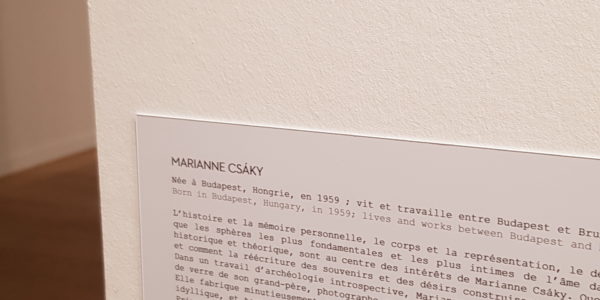 MARIANNE CSÁKY
Née à Budapest, Hongrie, en 1959 ; vit et travaille entre Budapest et
Born in Budapest, Hungary, in 1959; lives and works between Budapest and
L'histoire et la mémoire personnelle, le corps et la représentation, le
que les sphères les plus fondamentales et les plus intimes de l'âme
historique et théorique, sont au centre des intérêts de Marianne Csáky.
et comment la réécriture des souvenirs et des désirs
Dans un travail d'archéologie introspective,
de verre de son grand-père,
Elle fabrique minutieusement
idyllique, et